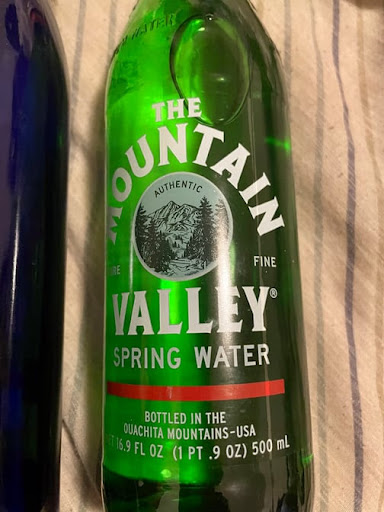 WATER
THE
MOUNTAIN
AUTHENTIC
FINE
VALLEY®
SPRING WATER
BOTTLED IN THE
OUACHITA MOUNTAINS-USA
16.9 FL OZ (1 PT .9 OZ) 500 mL